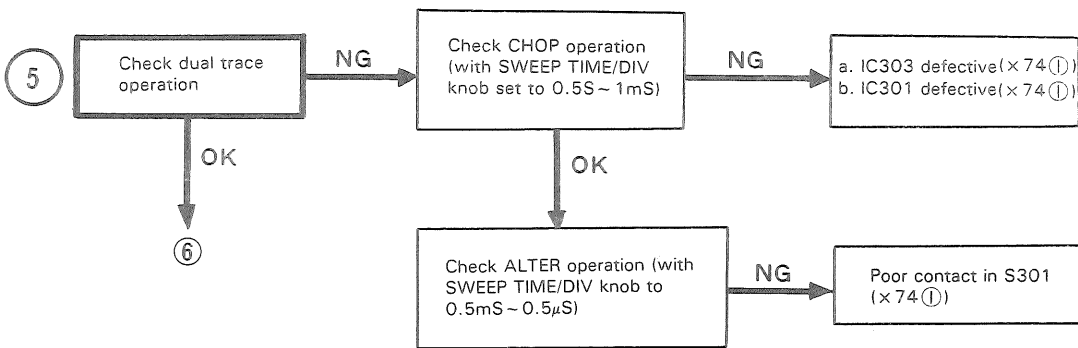 5
Check dual trace
operation
NG
Check CHOP operation
(with SWEEP TIME/DIV
knob set to 0.5S~1mS)
NG
a. IC303 defective(×74①)
b. IC301 defective(×74①)
OK
⑥
OK
Check ALTER operation (with
SWEEP TIME/DIV knob to
0.5mS~0.5μS)
NG
Poor contact in S301
(×74①)